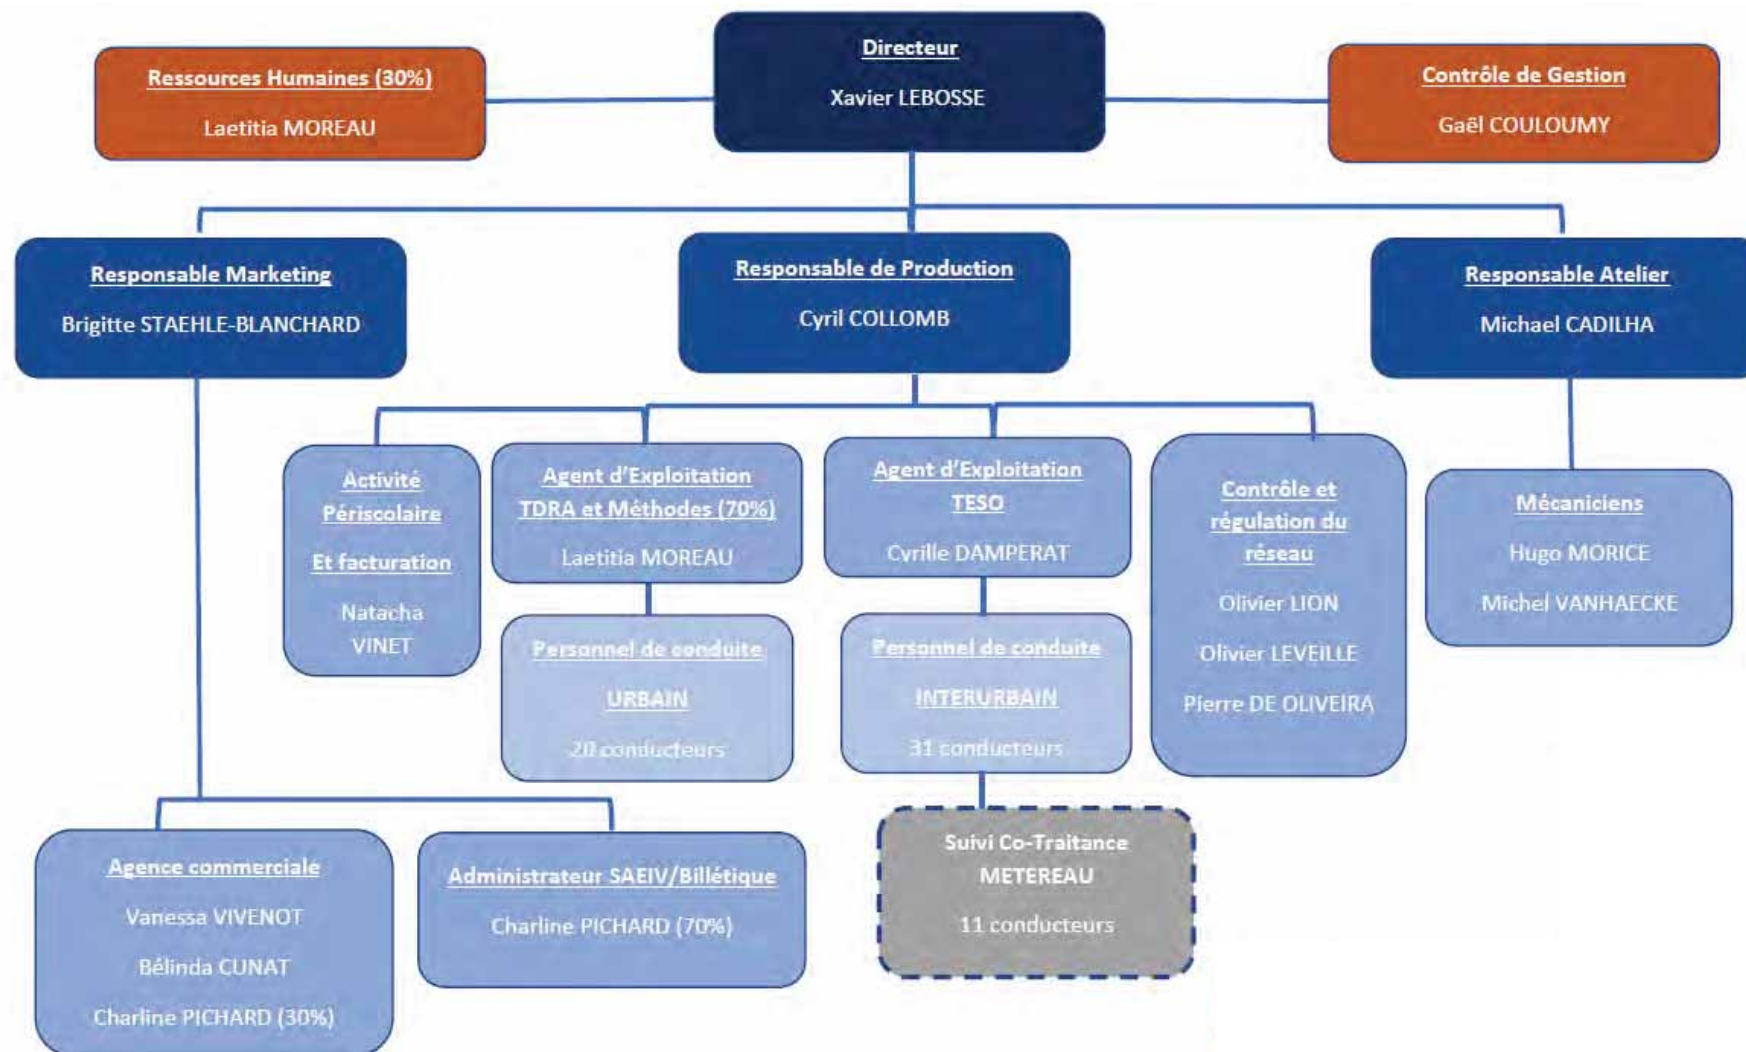 Directeur
Xavier LEBOSSE
Ressources Humaines (30%)
Laetitia MOREAU
Contrôle de Gestion
Gaël COULOUMY
Responsable Marketing
Brigitte STAEHLE-BLANCHARD
Responsable de Production
Cyril COLLOMB
Responsable Atelier
Michael CADILHA
Activité
Périscolaire
Et facturation
Natacha
VINET
Agent d'Exploitation
TDRA et Méthodes (70%)
Laetitia MOREAU
Agent d'Exploitation
TESO
Cyrille DAMPERAT
Contrôle et
régulation du
réseau
Olivier LION
Olivier LEVEILLE
Pierre DE OLIVEIRA
Mécaniciens
Hugo MORICE
Michel VANHAECKE
Personnel de conduite
URBAIN
20 conducteurs
Personnel de conduite
INTERURBAIN
31 conducteurs
Suivi Co-Traitance
METEREAU
11 conducteurs
Agence commerciale
Vanessa VIVENOT
Bélinda CUNAT
Charline PICHARD (30%)
Administrateur SAEIV/Billétique
Charline PICHARD (70%)